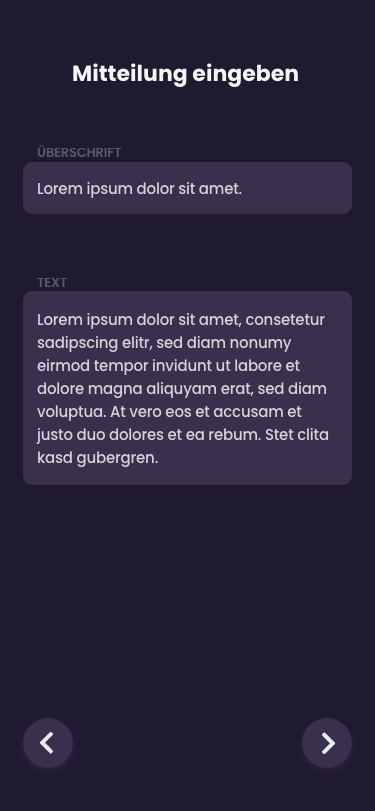 Mitteilung eingeben
ÜBERSCHRIFT
Lorem ipsum dolor sit amet.
TEXT
Lorem ipsum dolor sit amet, consetetur
sadipscing elitr, sed diam nonumy
eirmod tempor invidunt ut labore et
dolore magna aliquyam erat, sed diam
voluptua. At vero eos et accusam et
justo duo dolores et ea rebum. Stet clita
kasd gubergren.